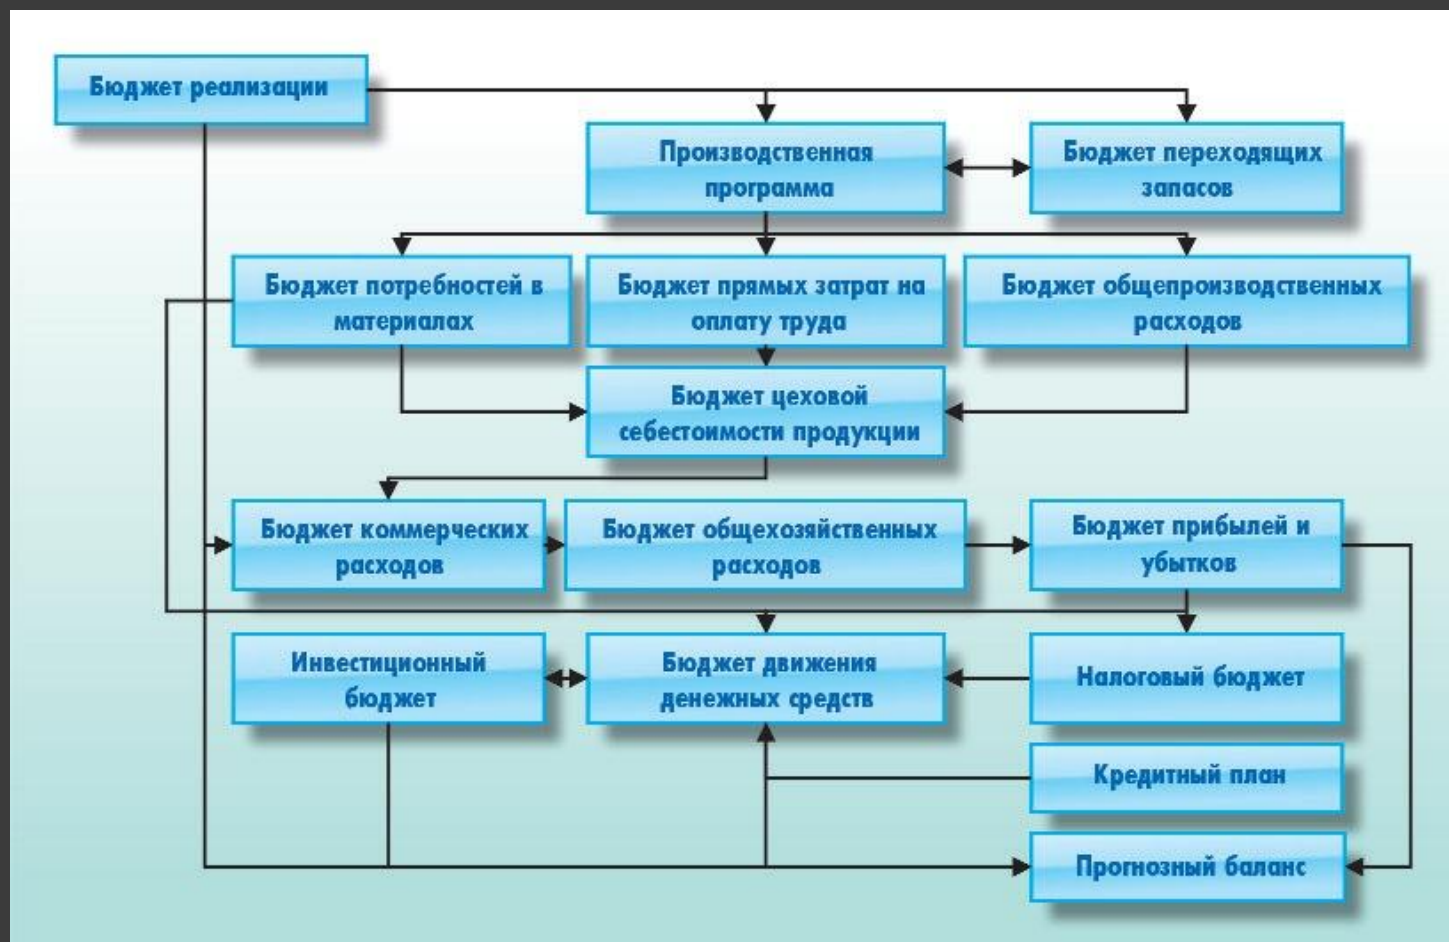 Бюджет реализации
Производственная
программа
Бюджет переходящих
запасов
Бюджет потребностей в
материалах
Бюджет прямых затрат на
оплату труда
Бюджет общепроизводственных
расходов
Бюджет цеховой
себестоимости продукции
Бюджет коммерческих
расходов
Бюджет общехозяйственных
расходов
Бюджет прибылей и
убытков
Инвестиционный
бюджет
Бюджет движения
денежных средств
Налоговый бюджет
Кредитный план
Прогнозный баланс